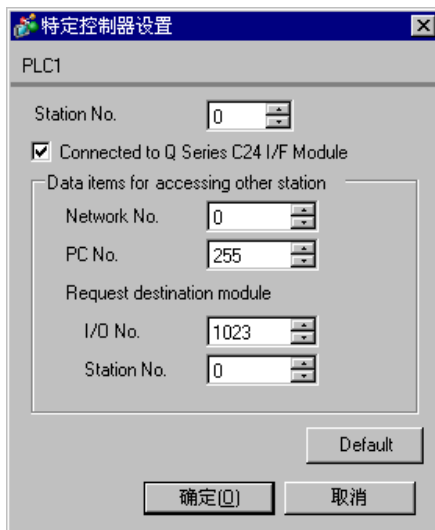 特定控制器设置
PLC1
Station No. 0
Connected to Q Series C24 I/F Module
Data items for accessing other station
Network No. 0
PC No. 255
Request destination module
I/O No. 1023
Station No. 0
Default
确定(O) 取消